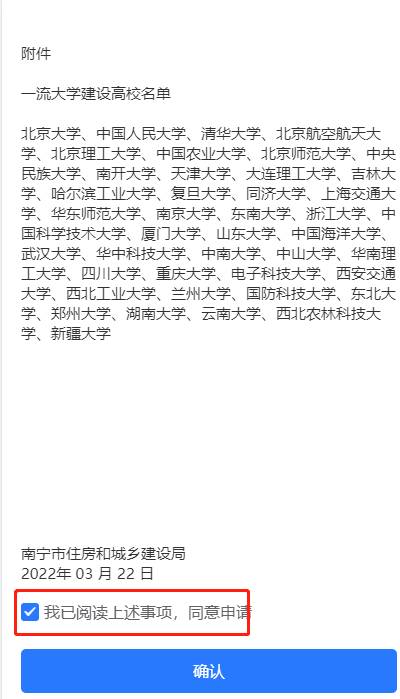 附件
一流大学建设高校名单
北京大学、中国人民大学、清华大学、北京航空航天大
学、北京理工大学、中国农业大学、北京师范大学、中央
民族大学、南开大学、天津大学、大连理工大学、吉林大
学、哈尔滨工业大学、复旦大学、同济大学、上海交通大
学、华东师范大学、南京大学、东南大学、浙江大学、中
国科学技术大学、厦门大学、山东大学、中国海洋大学、
武汉大学、华中科技大学、中南大学、中山大学、华南理
工大学、四川大学、重庆大学、电子科技大学、西安交通
大学、西北工业大学、兰州大学、国防科技大学、东北大
学、郑州大学、湖南大学、云南大学、西北农林科技大
学、新疆大学
南宁市住房和城乡建设局
2022年 03 月 22 日
我已阅读上述事项，同意申请
确认